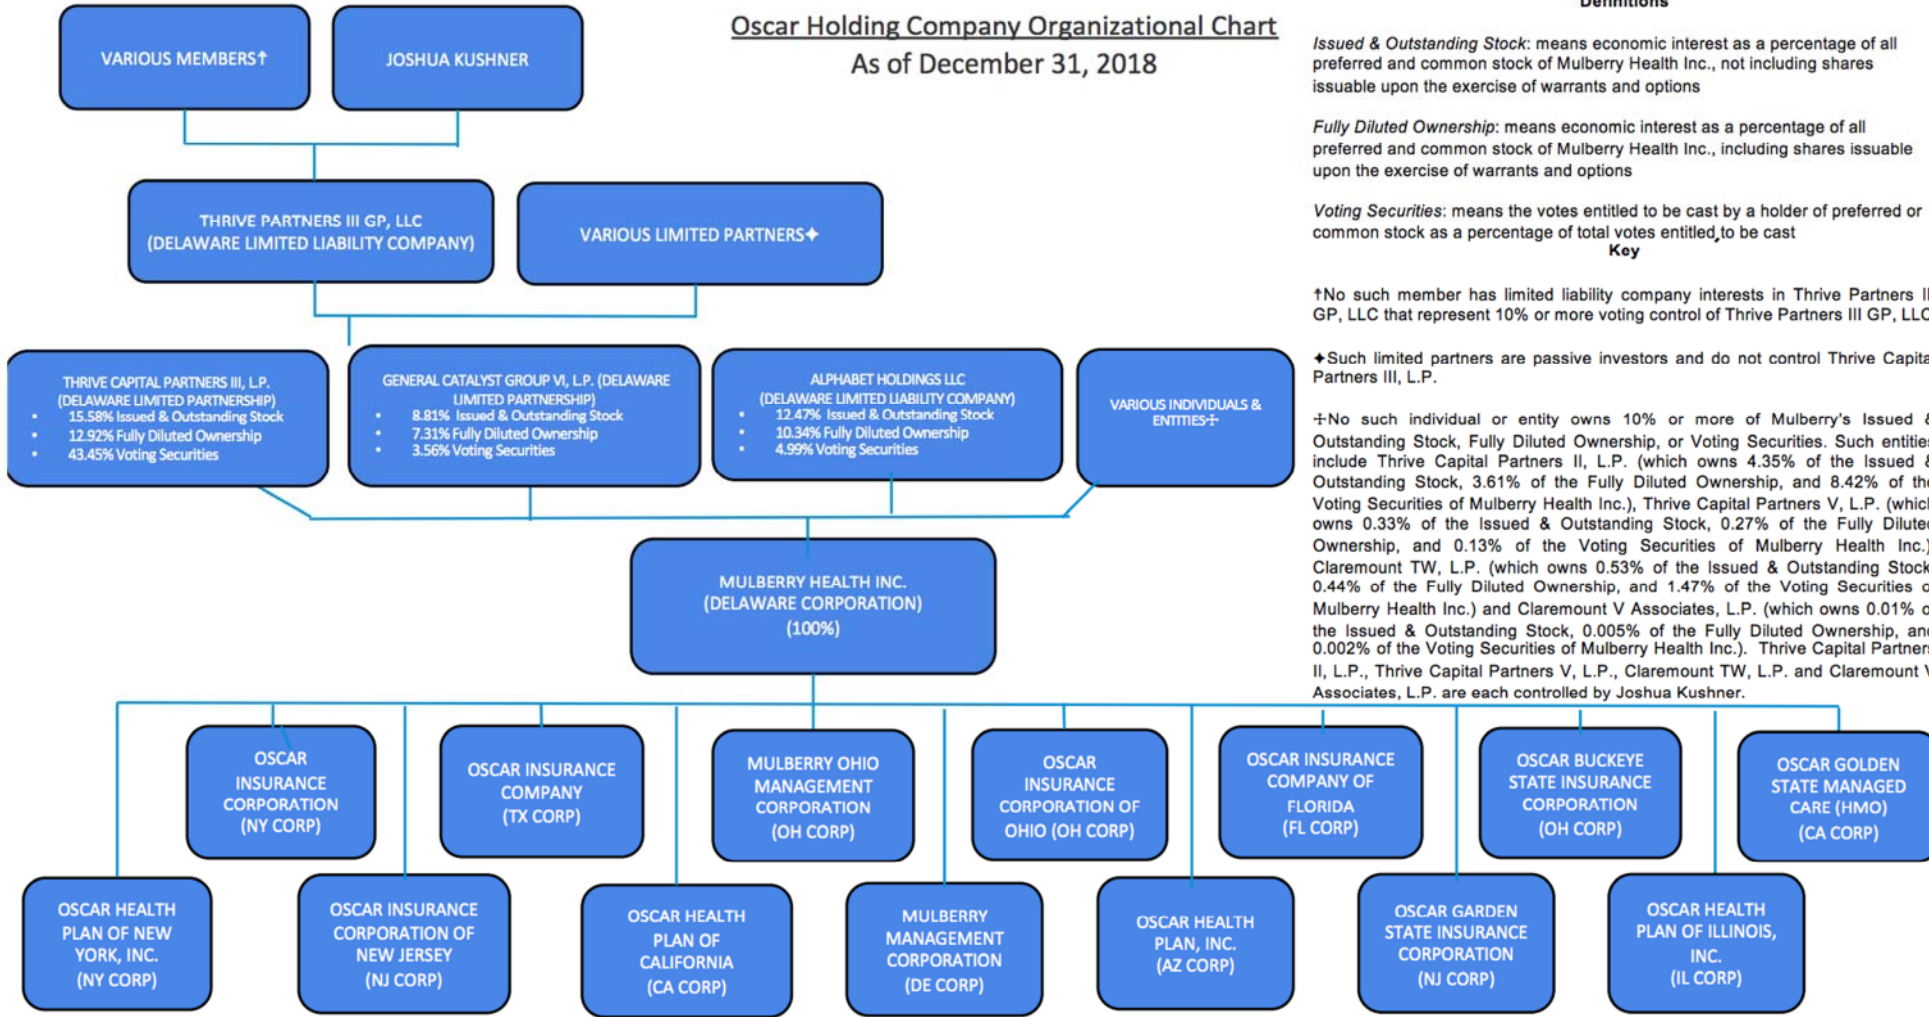 Oscar Holding Company Organizational Chart
As of December 31, 2018
VARIOUS MEMBERS↑
JOSHUA KUSHNER
THRIVE PARTNERS III GP, LLC
(DELAWARE LIMITED LIABILITY COMPANY)
VARIOUS LIMITED PARTNERS✦
THRIVE CAPITAL PARTNERS III, L.P.
(DELAWARE LIMITED PARTNERSHIP)
• 15.58% Issued & Outstanding Stock
• 12.92% Fully Diluted Ownership
• 43.45% Voting Securities
GENERAL CATALYST GROUP VI, L.P. (DELAWARE
LIMITED PARTNERSHIP)
• 8.81% Issued & Outstanding Stock
• 7.31% Fully Diluted Ownership
• 3.56% Voting Securities
ALPHABET HOLDINGS LLC
(DELAWARE LIMITED LIABILITY COMPANY)
• 12.47% Issued & Outstanding Stock
• 10.34% Fully Diluted Ownership
• 4.99% Voting Securities
VARIOUS INDIVIDUALS &
ENTITIES☩
MULBERRY HEALTH INC.
(DELAWARE CORPORATION)
(100%)
OSCAR
INSURANCE
CORPORATION
(NY CORP)
OSCAR INSURANCE
COMPANY
(TX CORP)
MULBERRY OHIO
MANAGEMENT
CORPORATION
(OH CORP)
OSCAR
INSURANCE
CORPORATION OF
OHIO (OH CORP)
OSCAR INSURANCE
COMPANY OF
FLORIDA
(FL CORP)
OSCAR BUCKEYE
STATE INSURANCE
CORPORATION
(OH CORP)
OSCAR GOLDEN
STATE MANAGED
CARE (HMO)
(CA CORP)
OSCAR HEALTH
PLAN OF NEW
YORK, INC.
(NY CORP)
OSCAR INSURANCE
CORPORATION OF
NEW JERSEY
(NJ CORP)
OSCAR HEALTH
PLAN OF
CALIFORNIA
(CA CORP)
MULBERRY
MANAGEMENT
CORPORATION
(DE CORP)
OSCAR HEALTH
PLAN, INC.
(AZ CORP)
OSCAR GARDEN
STATE INSURANCE
CORPORATION
(NJ CORP)
OSCAR HEALTH
PLAN OF ILLINOIS,
INC.
(IL CORP)
Definitions
Issued & Outstanding Stock: means economic interest as a percentage of all
preferred and common stock of Mulberry Health Inc., not including shares
issuable upon the exercise of warrants and options
Fully Diluted Ownership: means economic interest as a percentage of all
preferred and common stock of Mulberry Health Inc., including shares issuable
upon the exercise of warrants and options
Voting Securities: means the votes entitled to be cast by a holder of preferred or
common stock as a percentage of total votes entitled to be cast
Key
↑No such member has limited liability company interests in Thrive Partners II
GP, LLC that represent 10% or more voting control of Thrive Partners III GP, LLC
✦Such limited partners are passive investors and do not control Thrive Capita
Partners III, L.P.
☩No such individual or entity owns 10% or more of Mulberry's Issued &
Outstanding Stock, Fully Diluted Ownership, or Voting Securities. Such entities
include Thrive Capital Partners II, L.P. (which owns 4.35% of the Issued &
Outstanding Stock, 3.61% of the Fully Diluted Ownership, and 8.42% of the
Voting Securities of Mulberry Health Inc.), Thrive Capital Partners V, L.P. (which
owns 0.33% of the Issued & Outstanding Stock, 0.27% of the Fully Diluted
Ownership, and 0.13% of the Voting Securities of Mulberry Health Inc.)
Claremount TW, L.P. (which owns 0.53% of the Issued & Outstanding Stock
0.44% of the Fully Diluted Ownership, and 1.47% of the Voting Securities o
Mulberry Health Inc.) and Claremount V Associates, L.P. (which owns 0.01% o
the Issued & Outstanding Stock, 0.005% of the Fully Diluted Ownership, and
0.002% of the Voting Securities of Mulberry Health Inc.). Thrive Capital Partners
II, L.P., Thrive Capital Partners V, L.P., Claremount TW, L.P. and Claremount V
Associates, L.P. are each controlled by Joshua Kushner.